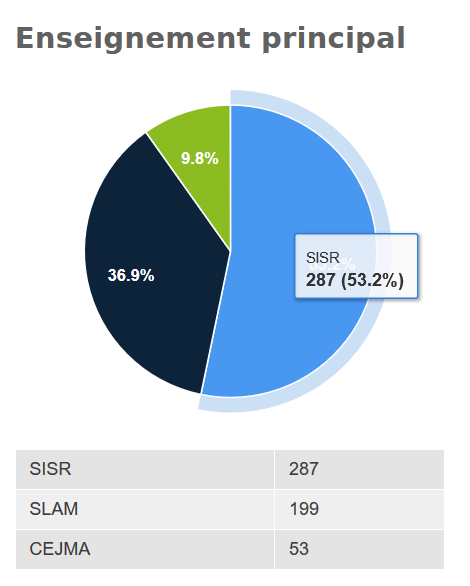 Enseignement principal
9.8%
36.9%
SISR
287 (53.2%)
SISR 287
SLAM 199
CEJMA 53